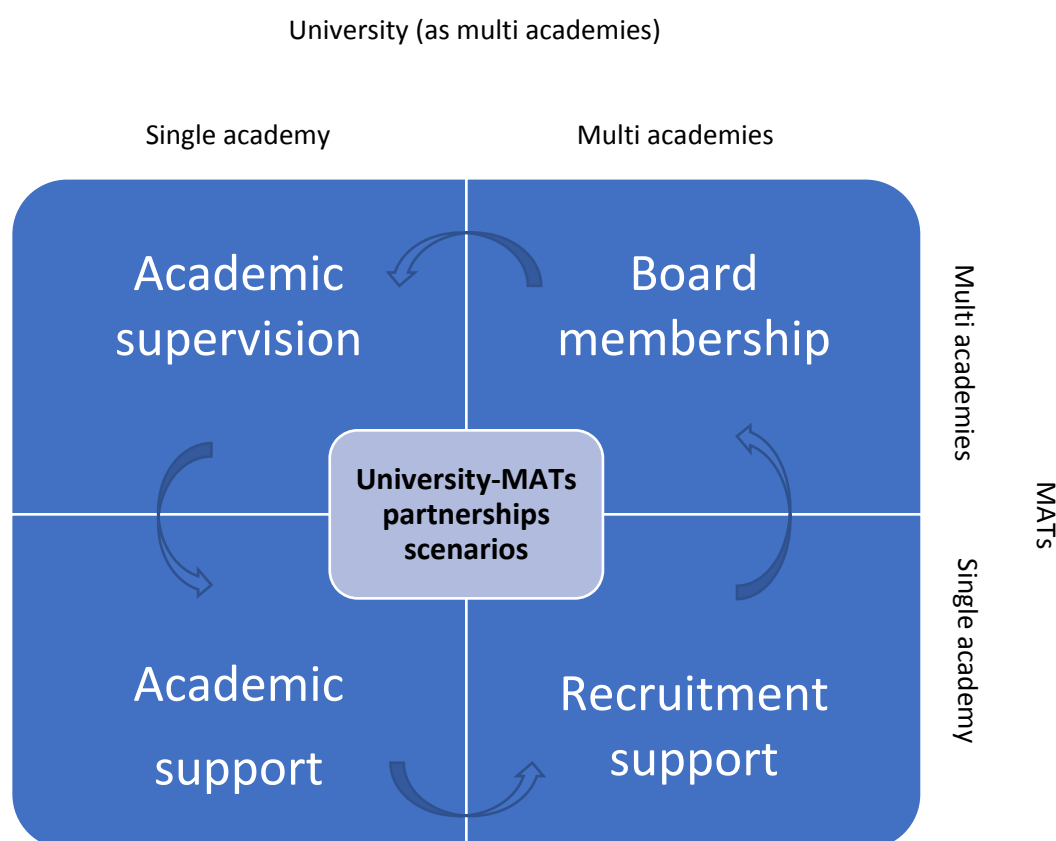 University (as multi academies)
Single academy
Multi academies
Academic
supervision
Board
membership
Multi academies
MATs
University-MATs
partnerships
scenarios
Academic
support
Recruitment
support
Single academy